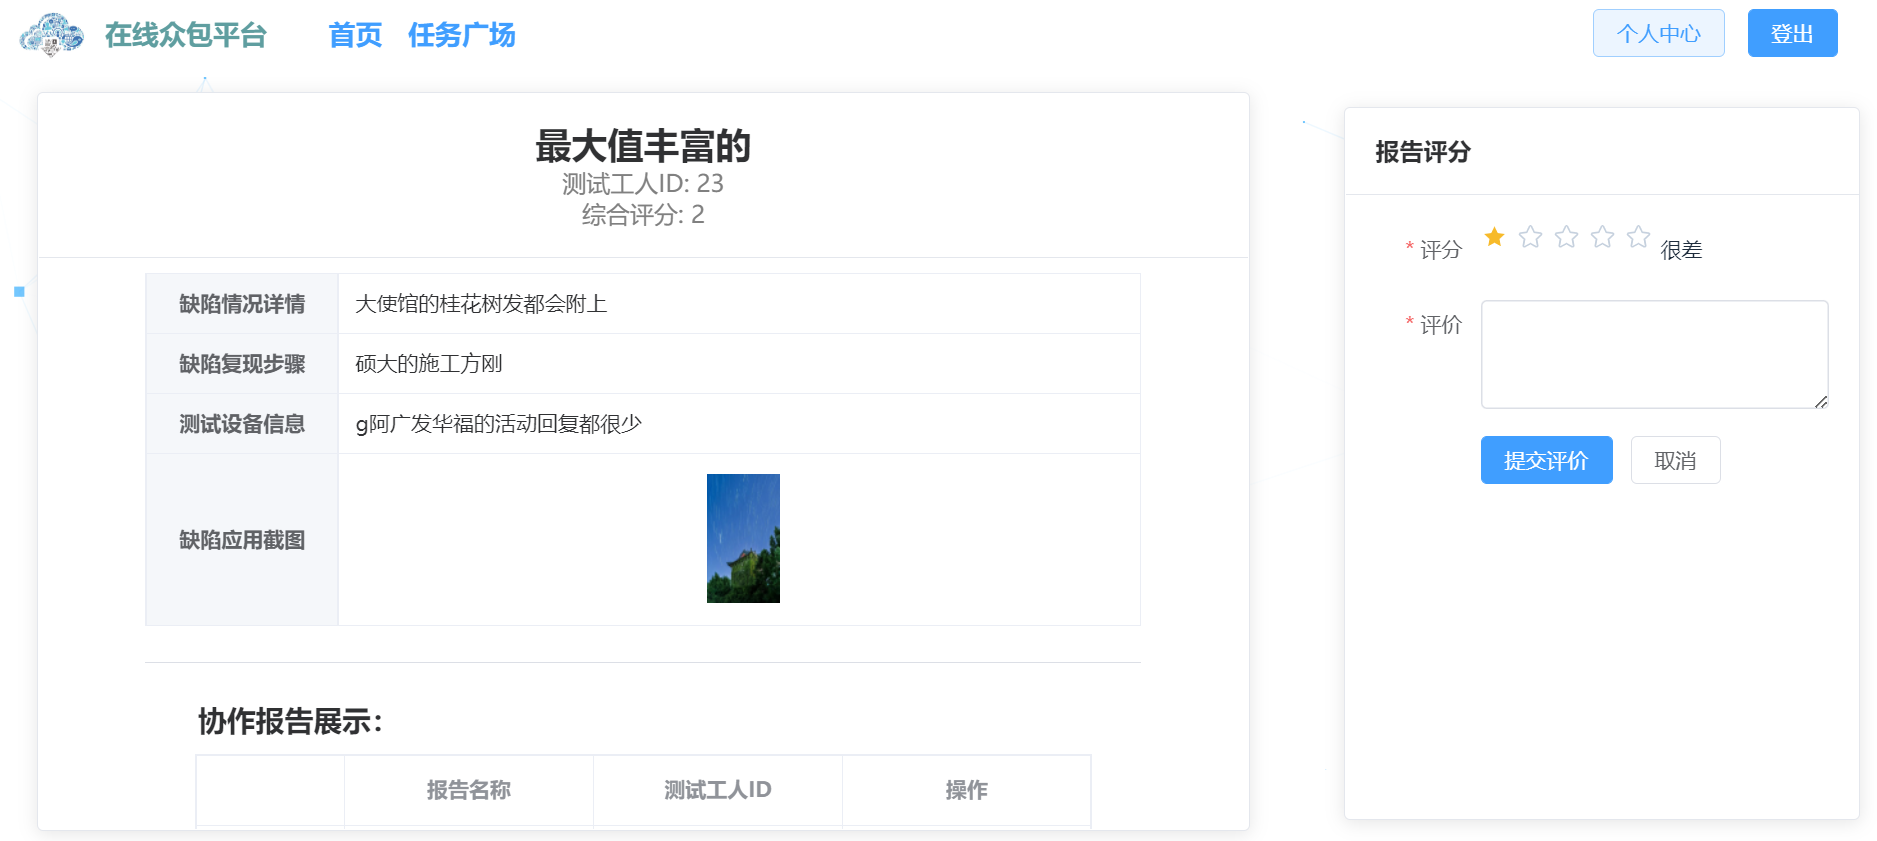 在线众包平台 首页 任务广场 个人中心 登出
最大值丰富的
测试工人ID: 23
综合评分: 2
缺陷情况详情 大使馆的桂花树发都会附上
缺陷复现步骤 硕大的施工方刚
测试设备信息 g阿广发华福的活动回复都很少
缺陷应用截图
协作报告展示：
报告名称 测试工人ID 操作
报告评分
* 评分 很差
* 评价
提交评价 取消